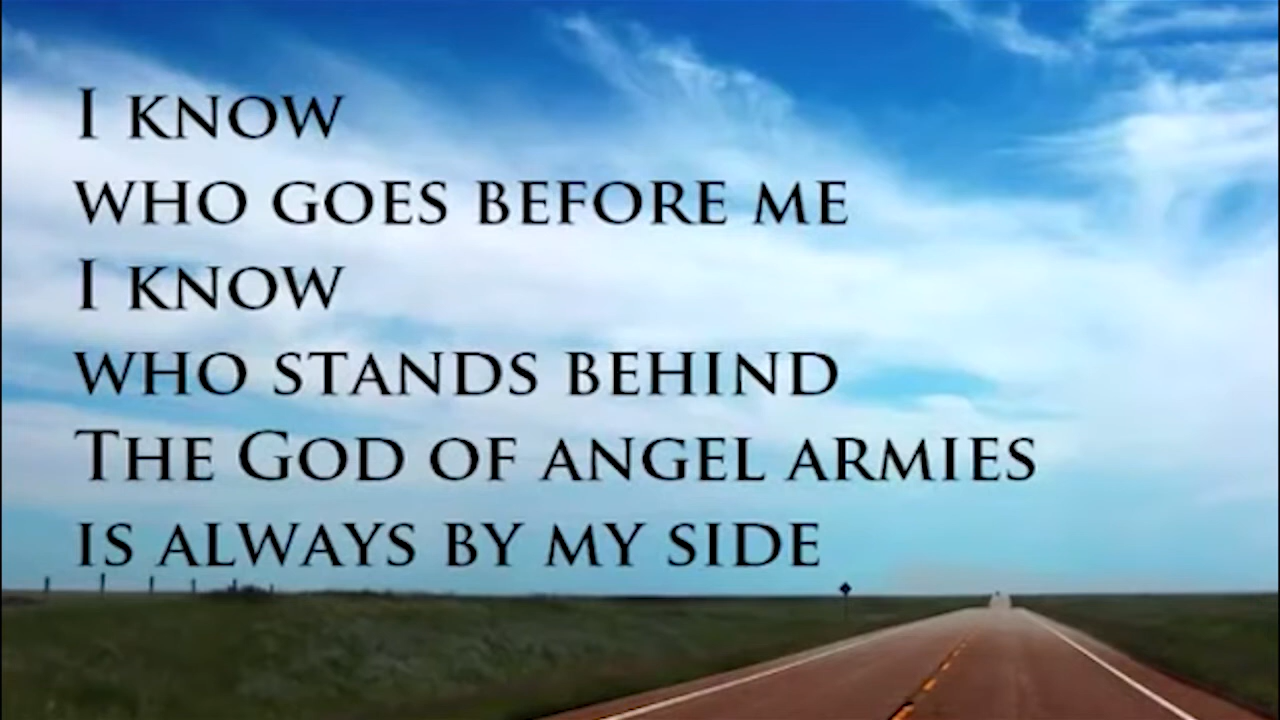 I know
who goes before me
I know
who stands behind
The God of angel armies
is always by my side